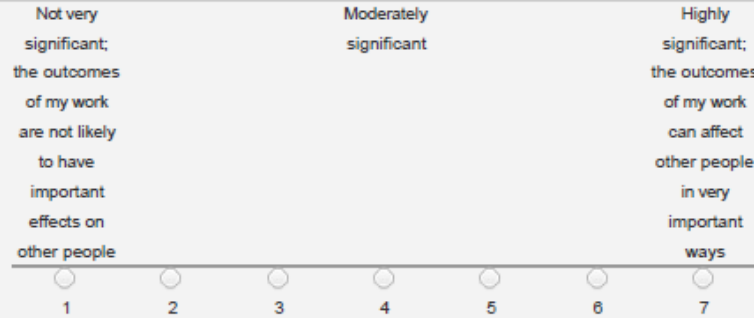 Not very
significant;
the outcomes
of my work
are not likely
to have
important
effects on
other people
Moderately
significant
Highly
significant;
the outcomes
of my work
can affect
other people
in very
important
ways
1 2 3 4 5 6 7